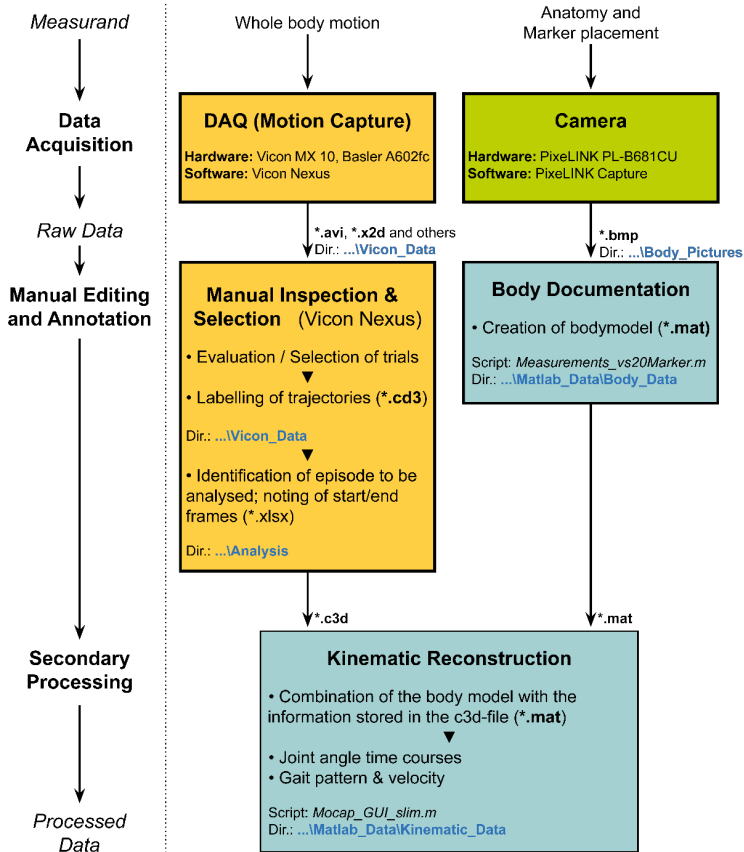 Measurand
Whole body motion
Anatomy and
Marker placement
Data
Acquisition
DAQ (Motion Capture)
Hardware: Vicon MX 10, Basler A602fc
Software: Vicon Nexus
Camera
Hardware: PixeLINK PL-B681CU
Software: PixeLINK Capture
Raw Data
*.avi, *.x2d and others
Dir.: ...\Vicon_Data
*.bmp
Dir.: ...\Body_Pictures
Manual Editing
and Annotation
Manual Inspection &
Selection (Vicon Nexus)
• Evaluation / Selection of trials
▼
• Labelling of trajectories (*.cd3)
Dir.: ...\Vicon_Data
▼
• Identification of episode to be
analysed; noting of start/end
frames (*.xlsx)
Dir.: ...\Analysis
Body Documentation
• Creation of bodymodel (*.mat)
Script: Measurements_vs20Marker.m
Dir.: ...\Matlab_Data\Body_Data
*.c3d
*.mat
Secondary
Processing
Kinematic Reconstruction
• Combination of the body model with the
information stored in the c3d-file (*.mat)
▼
• Joint angle time courses
• Gait pattern & velocity
Script: Mocap_GUI_slim.m
Dir.: ...\Matlab_Data\Kinematic_Data
Processed
Data